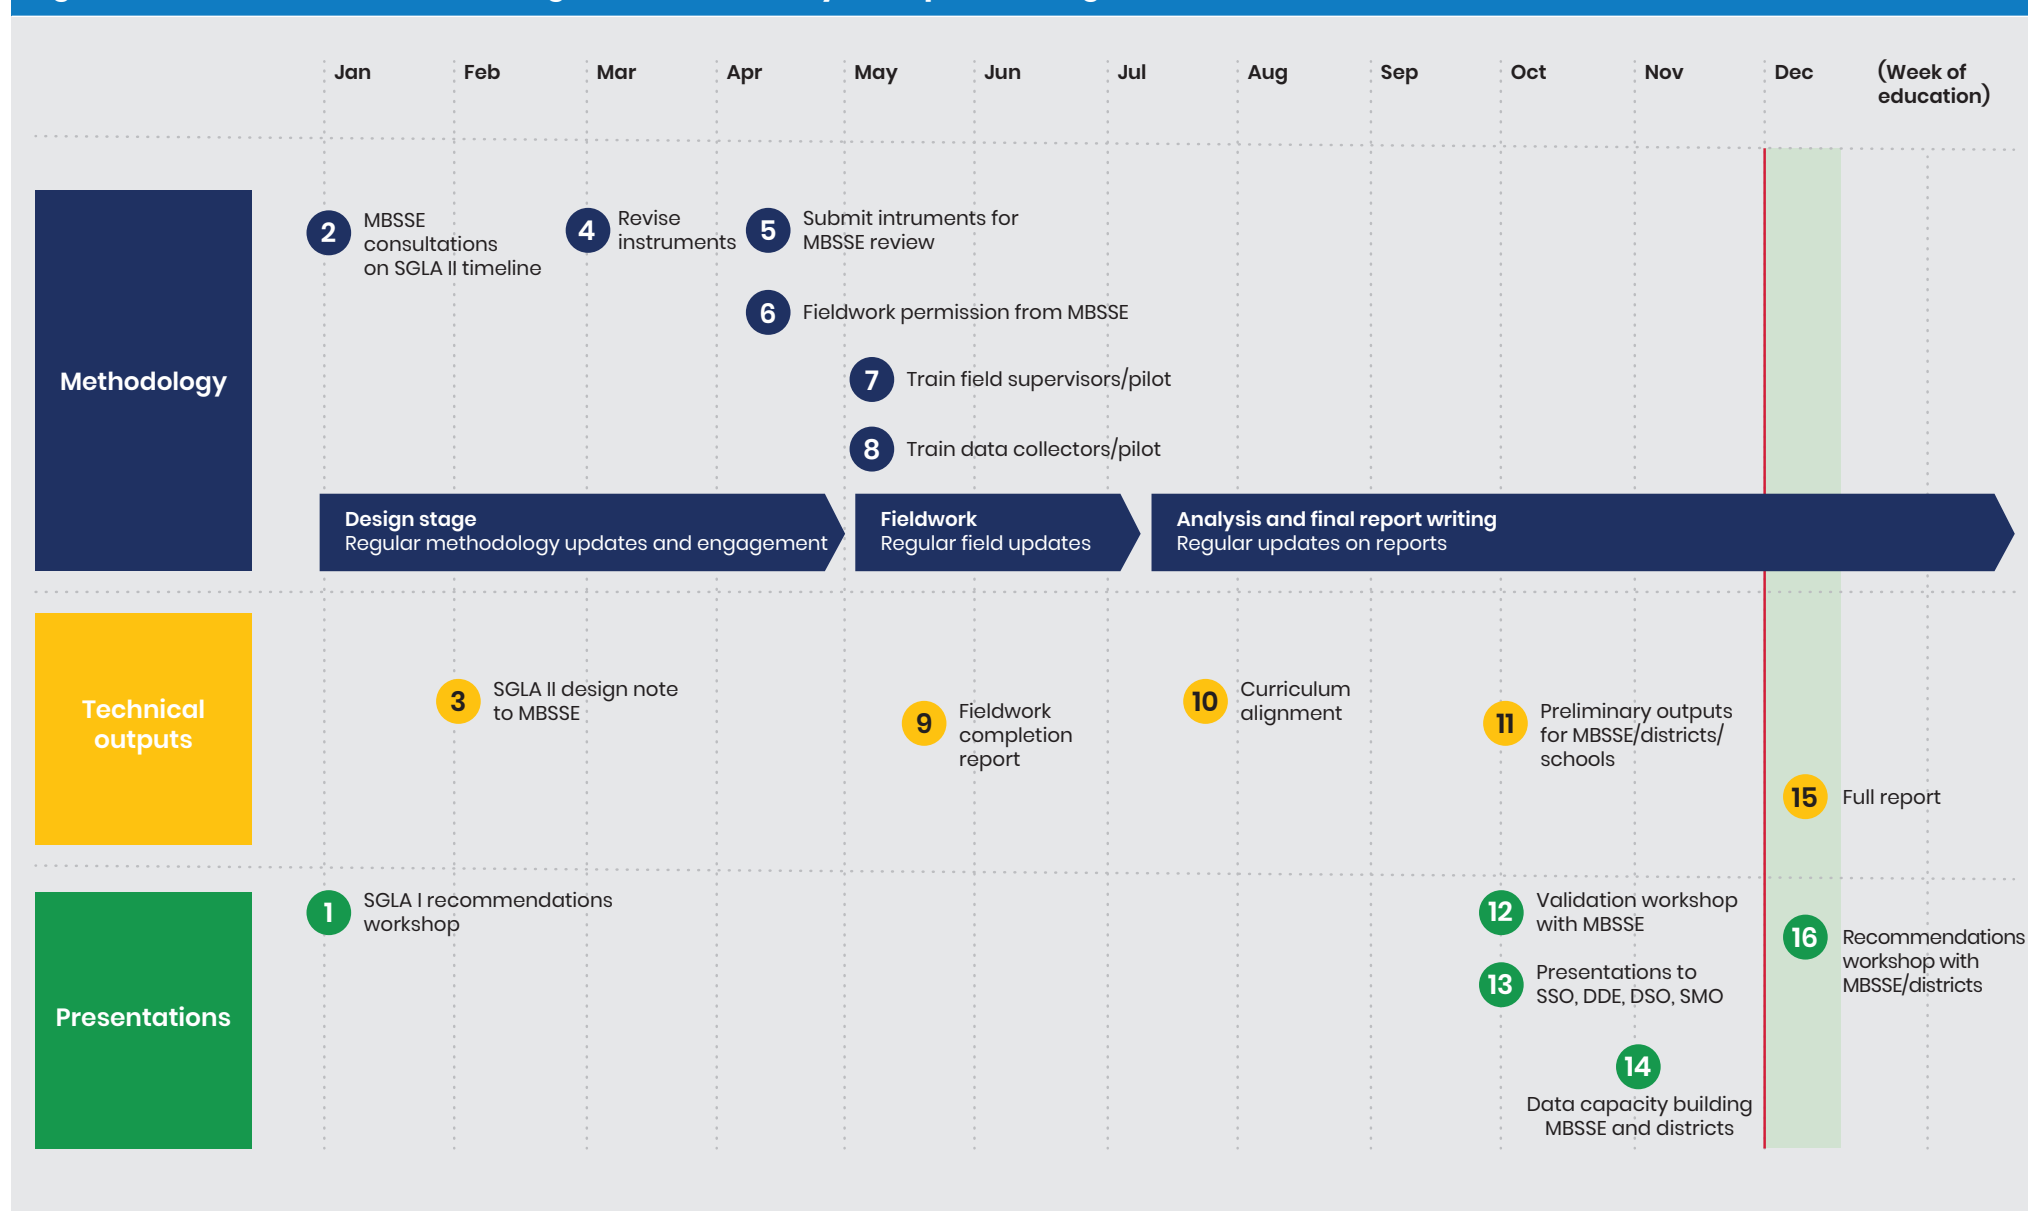 Jan
Feb
Mar
Apr
May
Jun
Jul
Aug
Sep
Oct
Nov
Dec
(Week of
education)
Methodology
2
MBSSE
consultations
on SGLA II timeline
4
Revise
instruments
5
Submit intruments for
MBSSE review
6
Fieldwork permission from MBSSE
7
Train field supervisors/pilot
8
Train data collectors/pilot
Design stage
Regular methodology updates and engagement
Fieldwork
Regular field updates
Analysis and final report writing
Regular updates on reports
Technical
outputs
3
SGLA II design note
to MBSSE
9
Fieldwork
completion
report
10
Curriculum
alignment
11
Preliminary outputs
for MBSSE/districts/
schools
15
Full report
Presentations
1
SGLA I recommendations
workshop
12
Validation workshop
with MBSSE
13
Presentations to
SSO, DDE, DSO, SMO
14
Data capacity building
MBSSE and districts
16
Recommendations
workshop with
MBSSE/districts